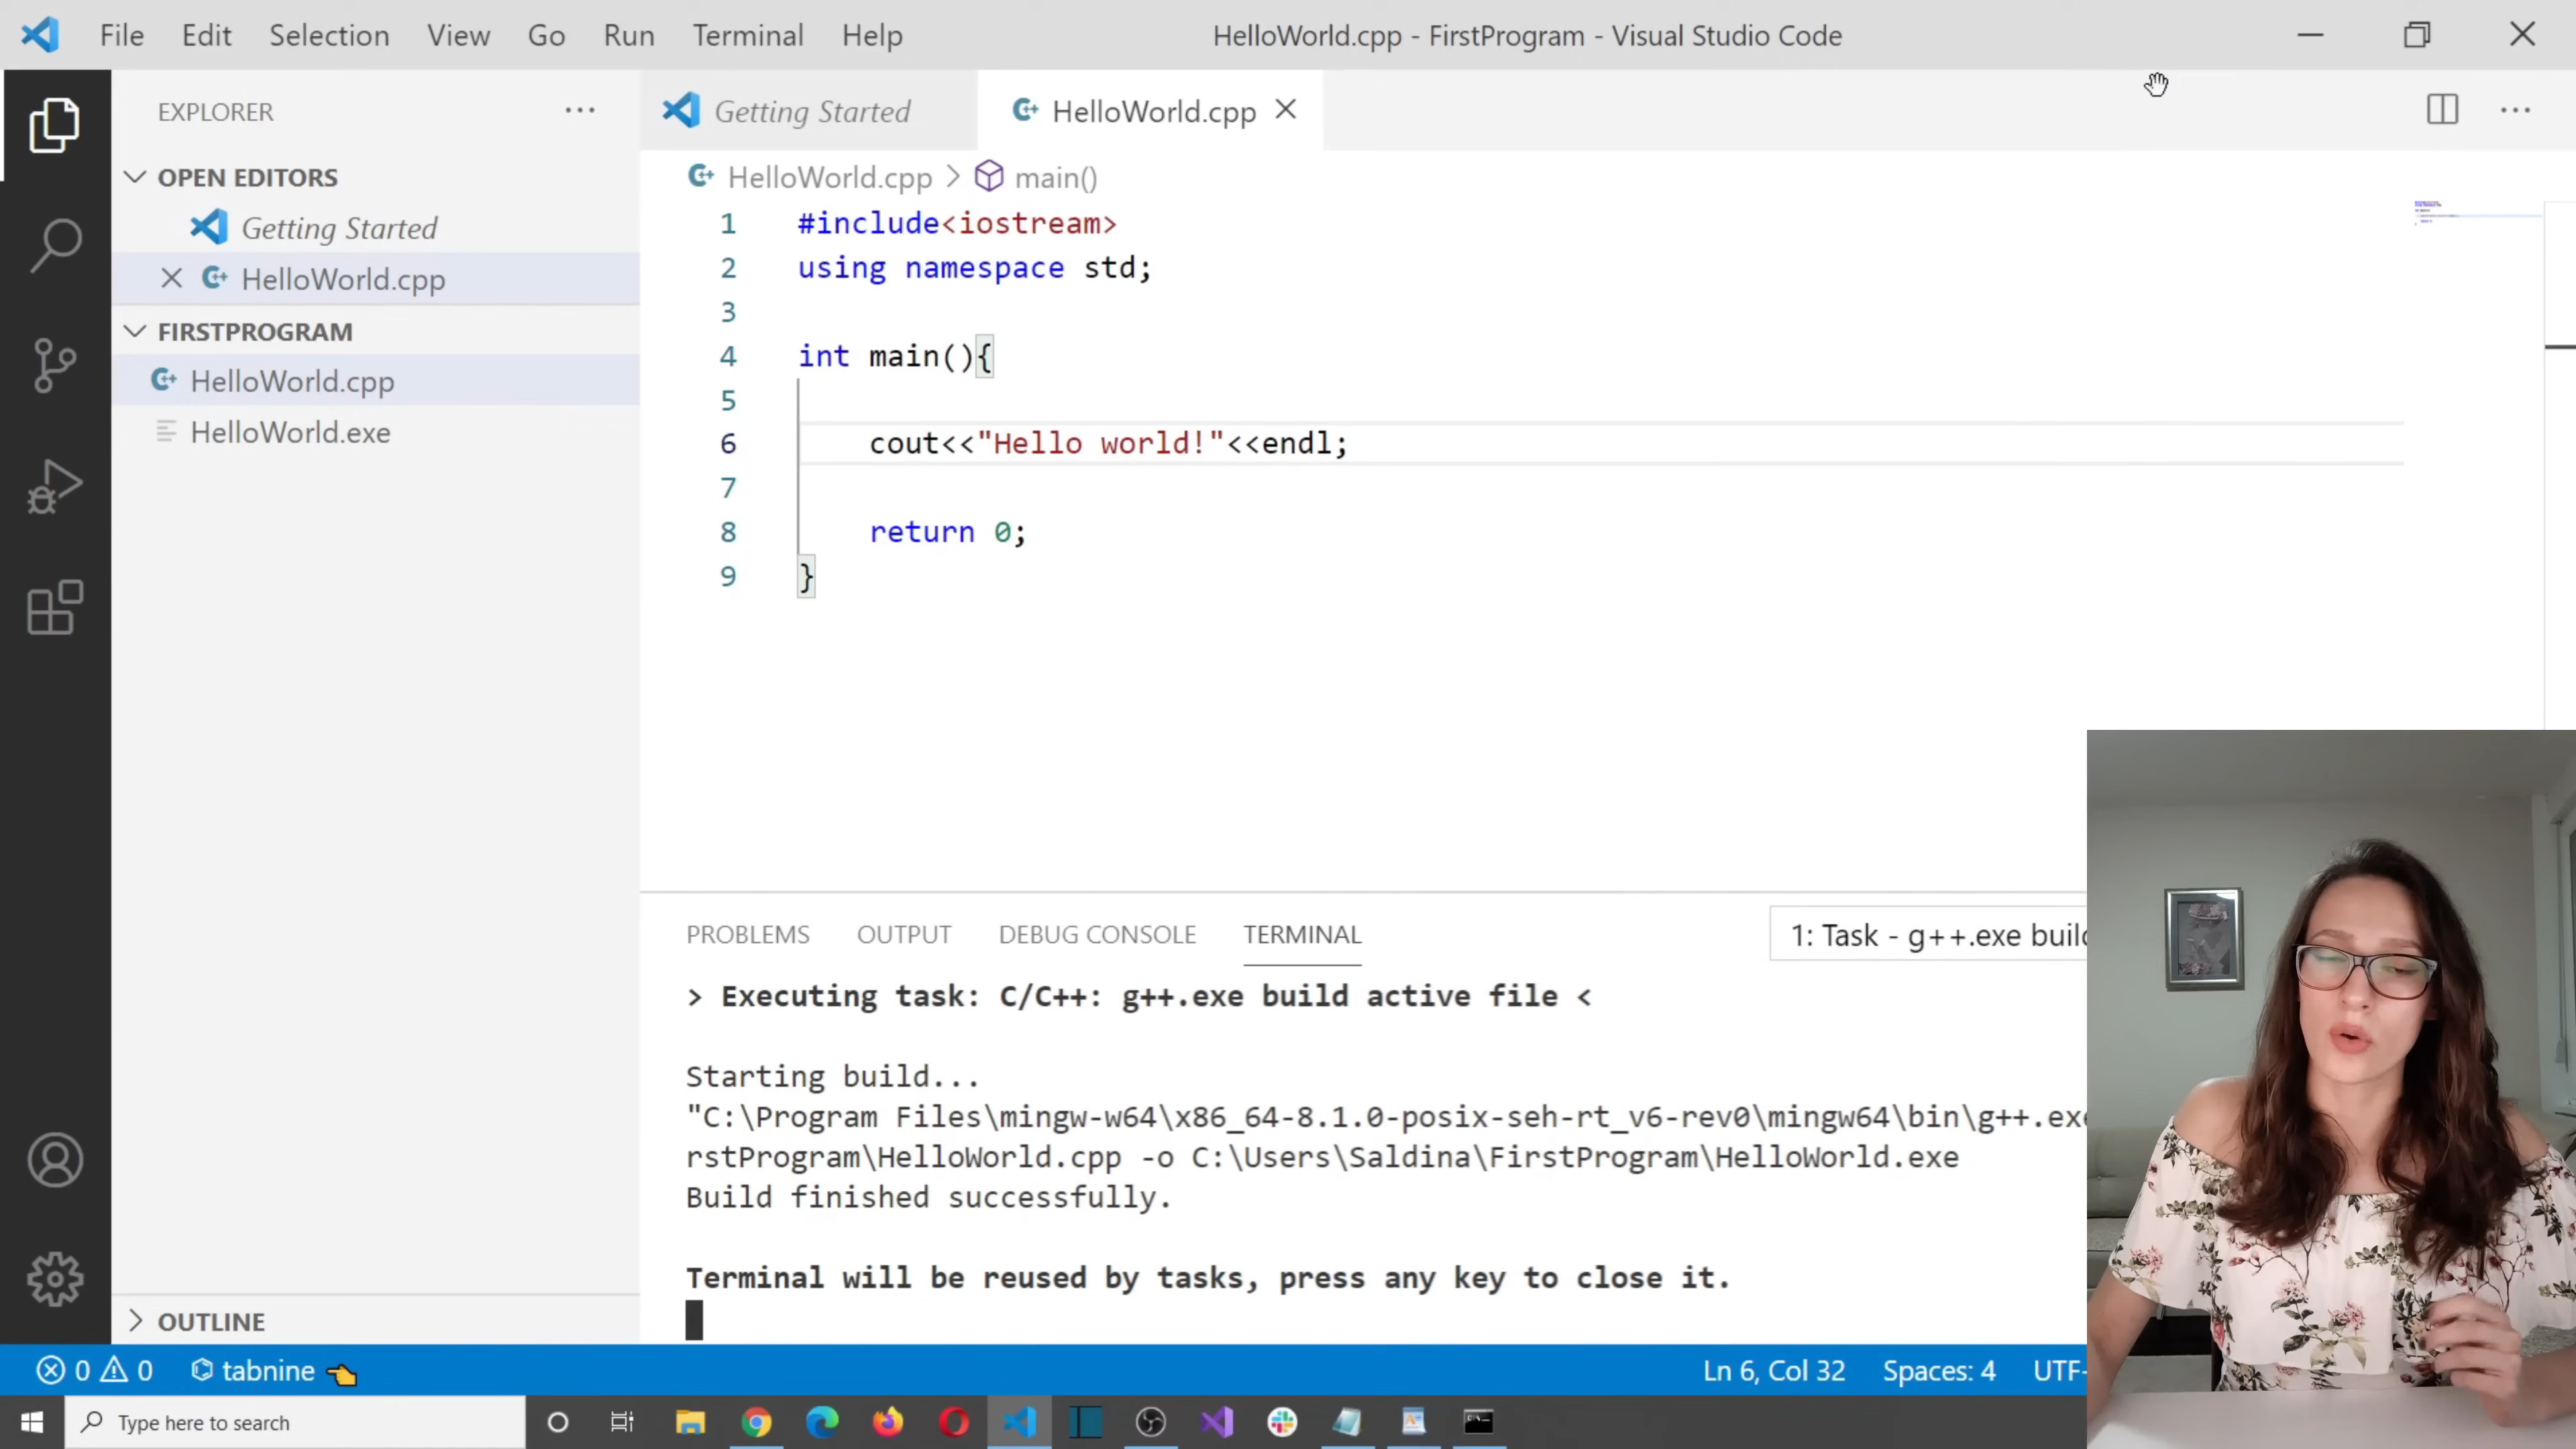 File Edit Selection View Go Run Terminal Help HelloWorld.cpp - FirstProgram - Visual Studio Code
EXPLORER
OPEN EDITORS
Getting Started
HelloWorld.cpp
FIRSTPROGRAM
HelloWorld.cpp
HelloWorld.exe
OUTLINE
Getting Started HelloWorld.cpp
HelloWorld.cpp > main()
1 #include<iostream>
2 using namespace std;
3
4 int main(){
5
6 cout<<"Hello world!"<<endl;
7
8 return 0;
9 }
PROBLEMS OUTPUT DEBUG CONSOLE TERMINAL 1: Task - g++.exe build
> Executing task: C/C++: g++.exe build active file <
Starting build...
"C:\Program Files\mingw-w64\x86_64-8.1.0-posix-seh-rt_v6-rev0\mingw64\bin\g++.exe
rstProgram\HelloWorld.cpp -o C:\Users\Saldina\FirstProgram\HelloWorld.exe
Build finished successfully.
Terminal will be reused by tasks, press any key to close it.
0 0 tabnine Ln 6, Col 32 Spaces: 4 UTF-
Type here to search